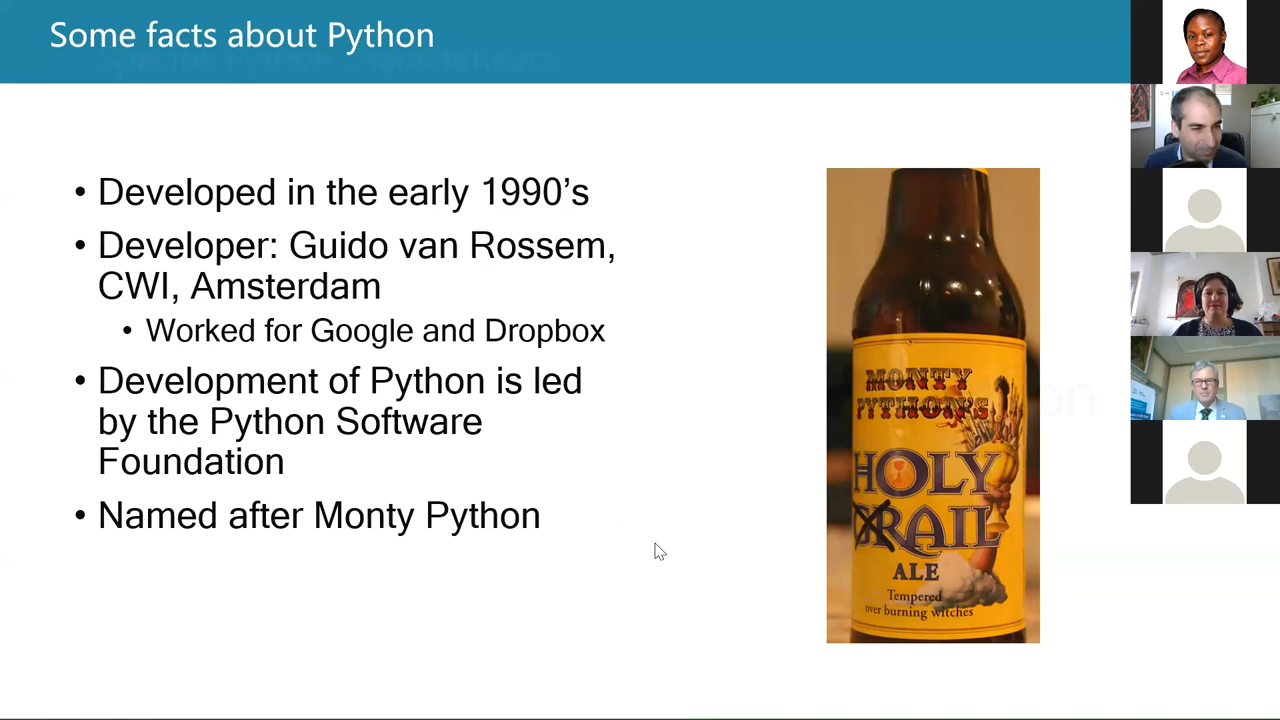 Some facts about Python
• Developed in the early 1990’s
• Developer: Guido van Rossem,
CWI, Amsterdam
• Worked for Google and Dropbox
• Development of Python is led
by the Python Software
Foundation
• Named after Monty Python
MONTY
PYTHON'S
HOLY
GRAIL
ALE
Tempered
over burning witches